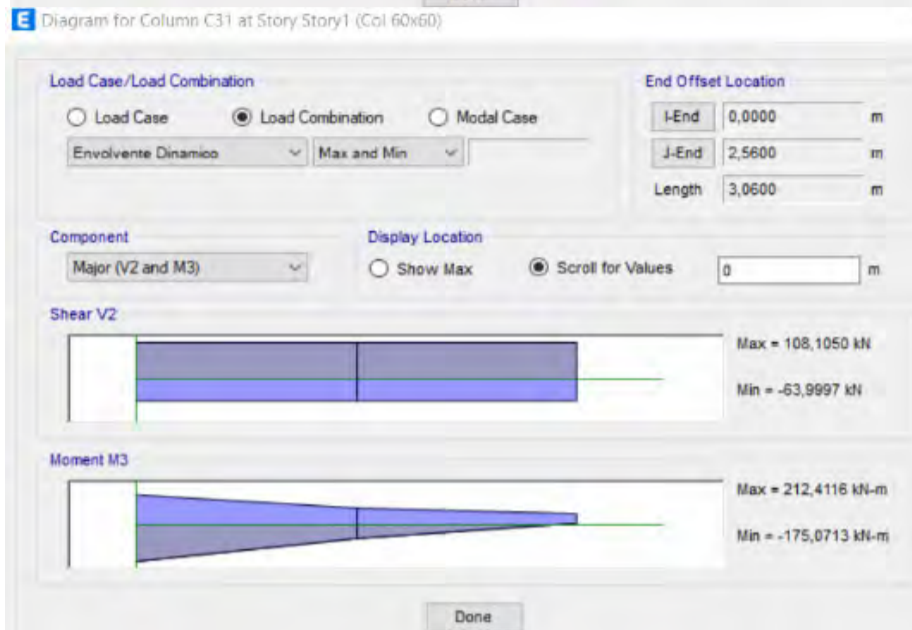 E Diagram for Column C31 at Story Story1 (Col 60x60)
Load Case/Load Combination
Load Case Load Combination Modal Case
Envolvente Dinamico Max and Min
End Offset Location
I-End 0,0000 m
J-End 2,5600 m
Length 3,0600 m
Component
Major (V2 and M3)
Display Location
Show Max Scroll for Values 0 m
Shear V2
Max = 108,1050 kN
Min = -63,9997 kN
Moment M3
Max = 212,4116 kN-m
Min = -175,0713 kN-m
Done